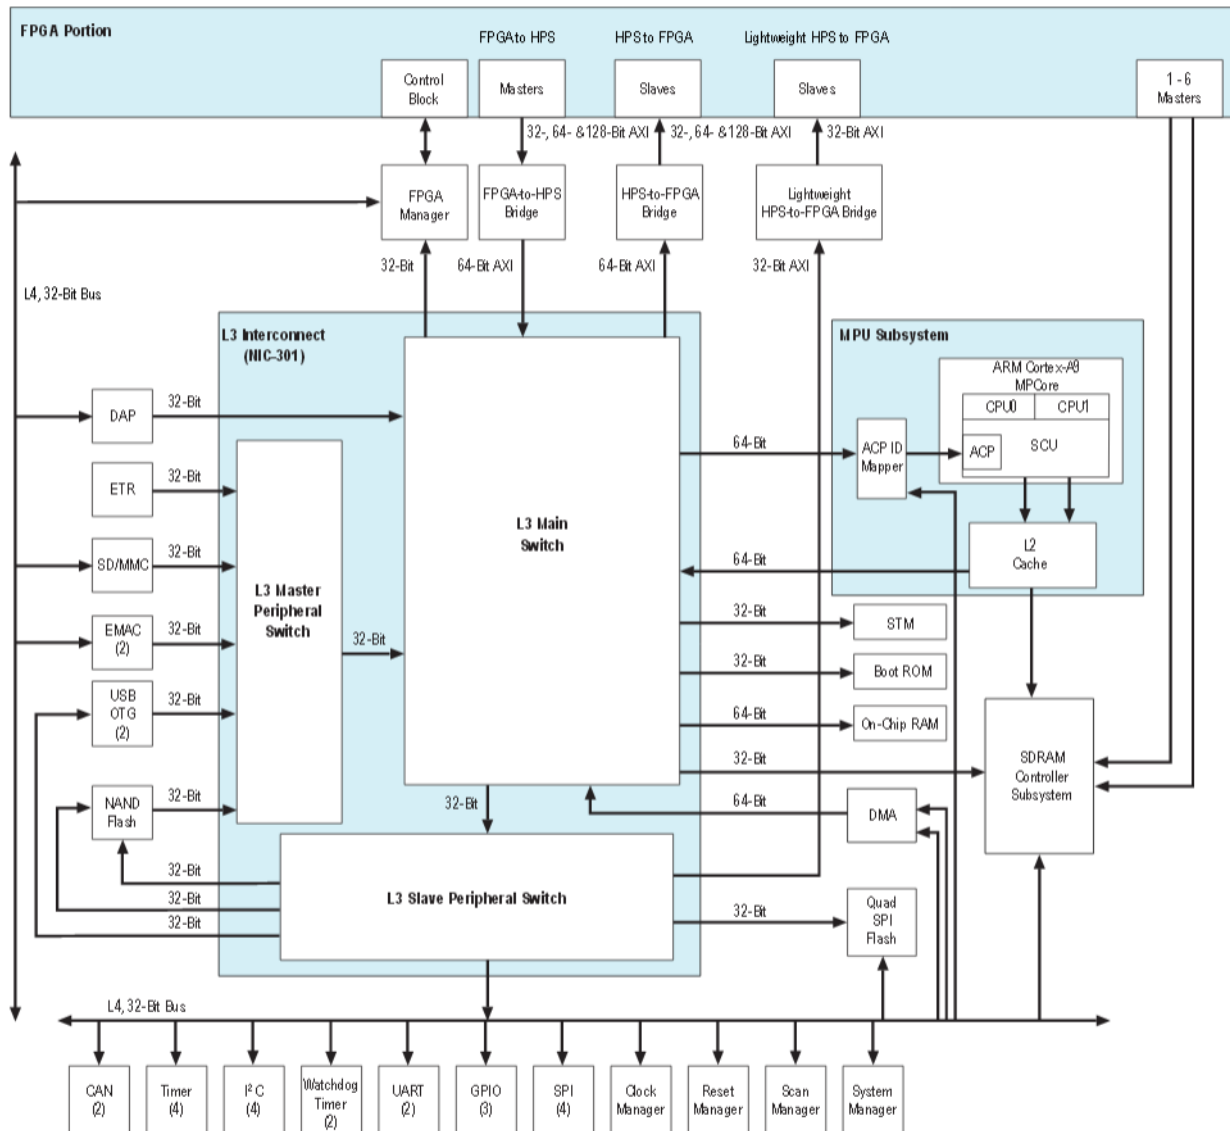 FPGA Portion
FPGA to HPS
HPS to FPGA
Lightweight HPS to FPGA
Control
Block
Masters
Slaves
Slaves
1 - 6
Masters
32-, 64- &128-Bit AXI
32-, 64- &128-Bit AXI
32-Bit AXI
FPGA
Manager
FPGA-to-HPS
Bridge
HPS-to-FPGA
Bridge
Lightweight
HPS-to-FPGA Bridge
32-Bit
64-Bit AXI
64-Bit AXI
32-Bit AXI
L4, 32-Bit Bus
L3 Interconnect
(NIC-301)
MPU Subsystem
ARM Cortex-A9
MPCore
CPU0
CPU1
ACP
SCU
ACP ID
Mapper
L2
Cache
DAP
32-Bit
ETR
32-Bit
SD/MMC
32-Bit
EMAC
(2)
32-Bit
USB
OTG
(2)
32-Bit
NAND
Flash
32-Bit
L3 Master
Peripheral
Switch
32-Bit
L3 Main
Switch
64-Bit
64-Bit
32-Bit
STM
32-Bit
Boot ROM
64-Bit
On-Chip RAM
32-Bit
SDRAM
Controller
Subsystem
64-Bit
DMA
32-Bit
L3 Slave Peripheral Switch
32-Bit
32-Bit
32-Bit
32-Bit
Quad
SPI
Flash
L4, 32-Bit Bus
CAN
(2)
Timer
(4)
I² C
(4)
Watchdog
Timer
(2)
UART
(2)
GPIO
(3)
SPI
(4)
Clock
Manager
Reset
Manager
Scan
Manager
System
Manager